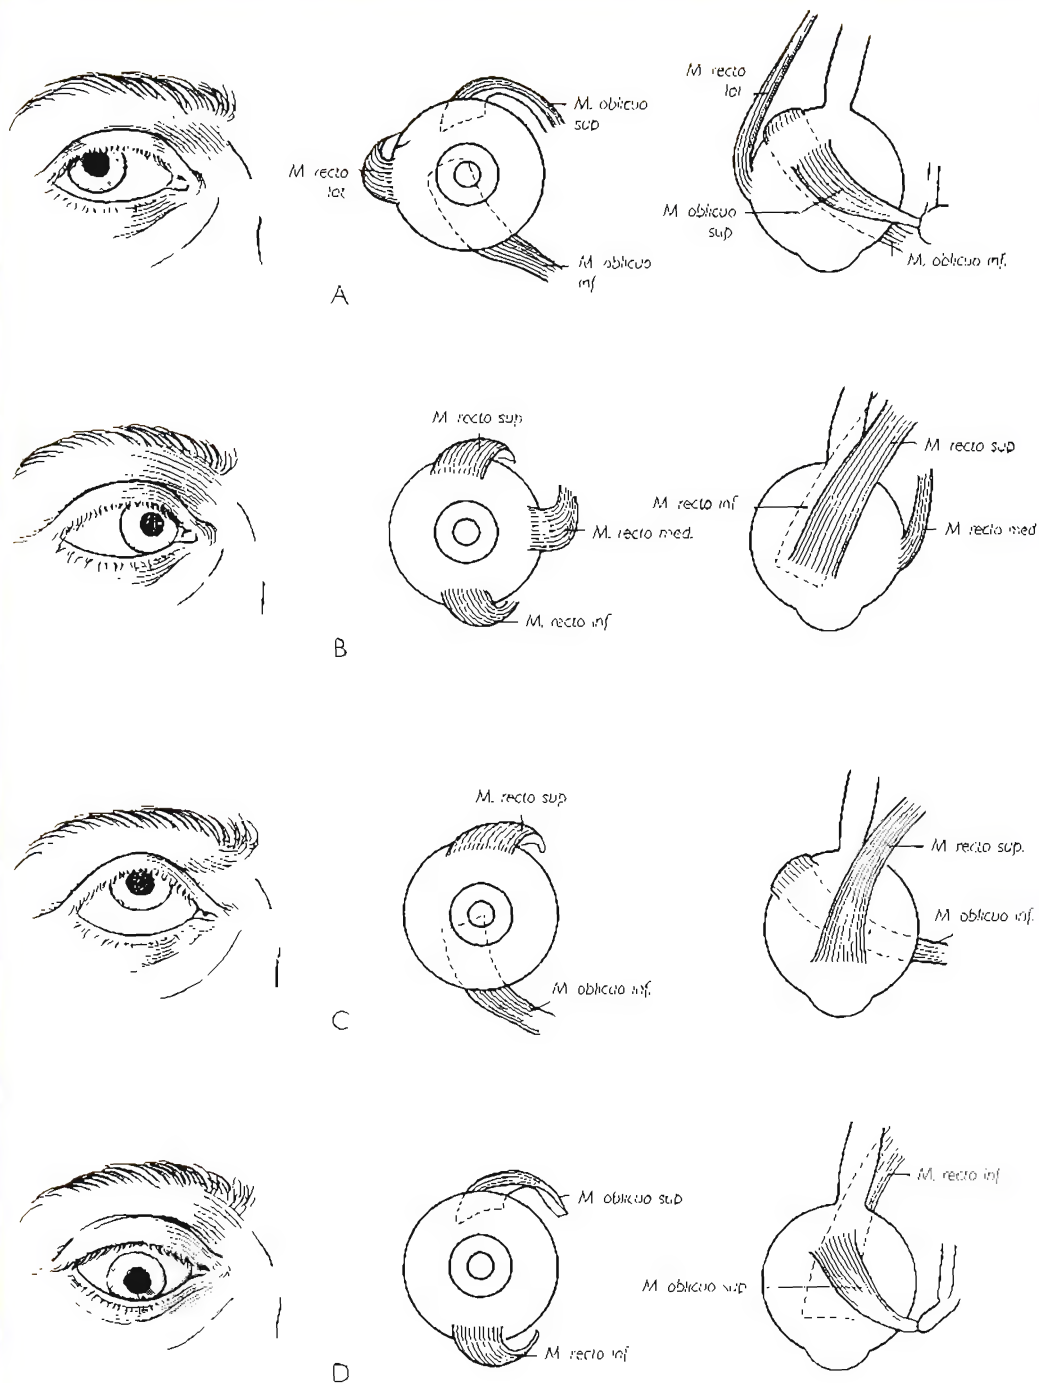 M. oblicuo
sup
M recto
lat
M oblicuo
inf
M recto
lat
M oblicuo
sup
M. oblicuo inf.
A
M recto sup
M. recto med.
M. recto inf
M recto sup
M recto inf
M recto med
B
M. recto sup
M oblicuo inf.
M recto sup.
M oblicuo inf.
C
M oblicuo sup
M recto inf
M. recto inf
M oblicuo sup
D